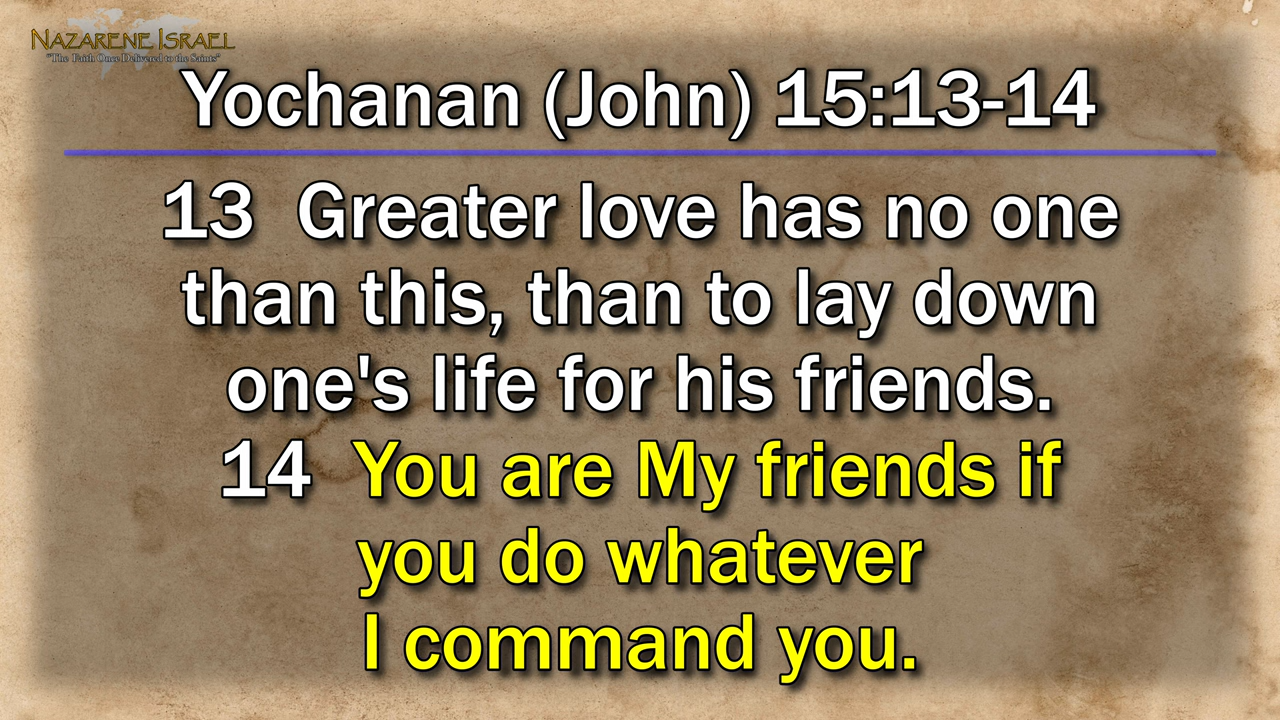 NAZARENE ISRAEL
"The Faith Once Delivered to the Saints"
Yochanan (John) 15:13-14
13 Greater love has no one
than this, than to lay down
one's life for his friends.
14 You are My friends if
you do whatever
I command you.